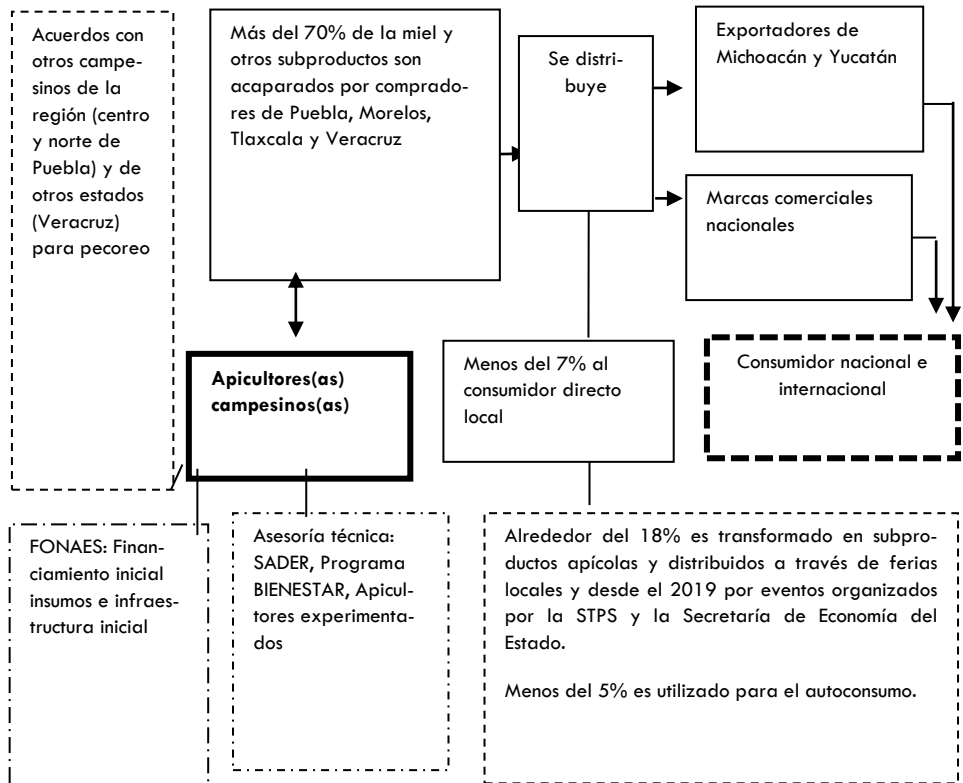 Acuerdos con
otros campe-
sinos de la
región (centro
y norte de
Puebla) y de
otros estados
(Veracruz)
para pecoreo
Más del 70% de la miel y
otros subproductos son
acaparados por comprado-
res de Puebla, Morelos,
Tlaxcala y Veracruz
Se distri-
buye
Exportadores de
Michoacán y Yucatán
Marcas comerciales
nacionales
Apicultores(as)
campesinos(as)
Menos del 7% al
consumidor directo
local
Consumidor nacional e
internacional
FONAES: Finan-
ciamiento inicial
insumos e infraes-
tructura inicial
Asesoría técnica:
SADER, Programa
BIENESTAR, Apicul-
tores experimenta-
dos
Alrededor del 18% es transformado en subpro-
ductos apícolas y distribuidos a través de ferias
locales y desde el 2019 por eventos organizados
por la STPS y la Secretaría de Economía del
Estado.
Menos del 5% es utilizado para el autoconsumo.